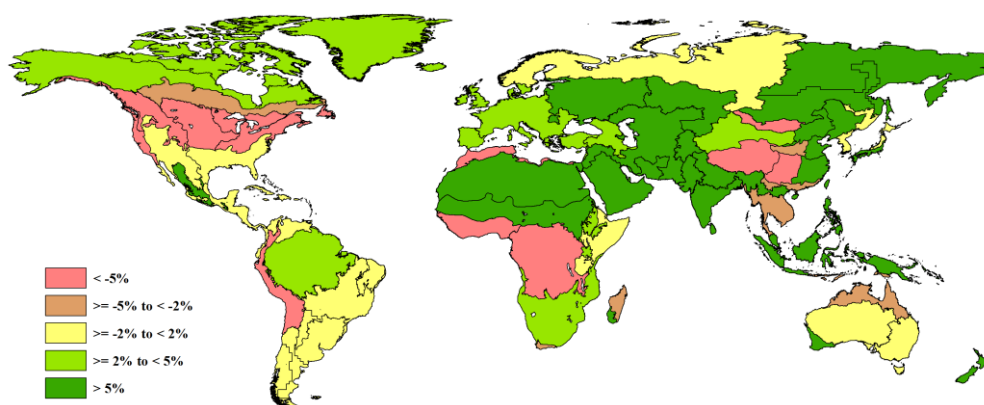 < -5%
>= -5% to < -2%
>= -2% to < 2%
>= 2% to < 5%
> 5%